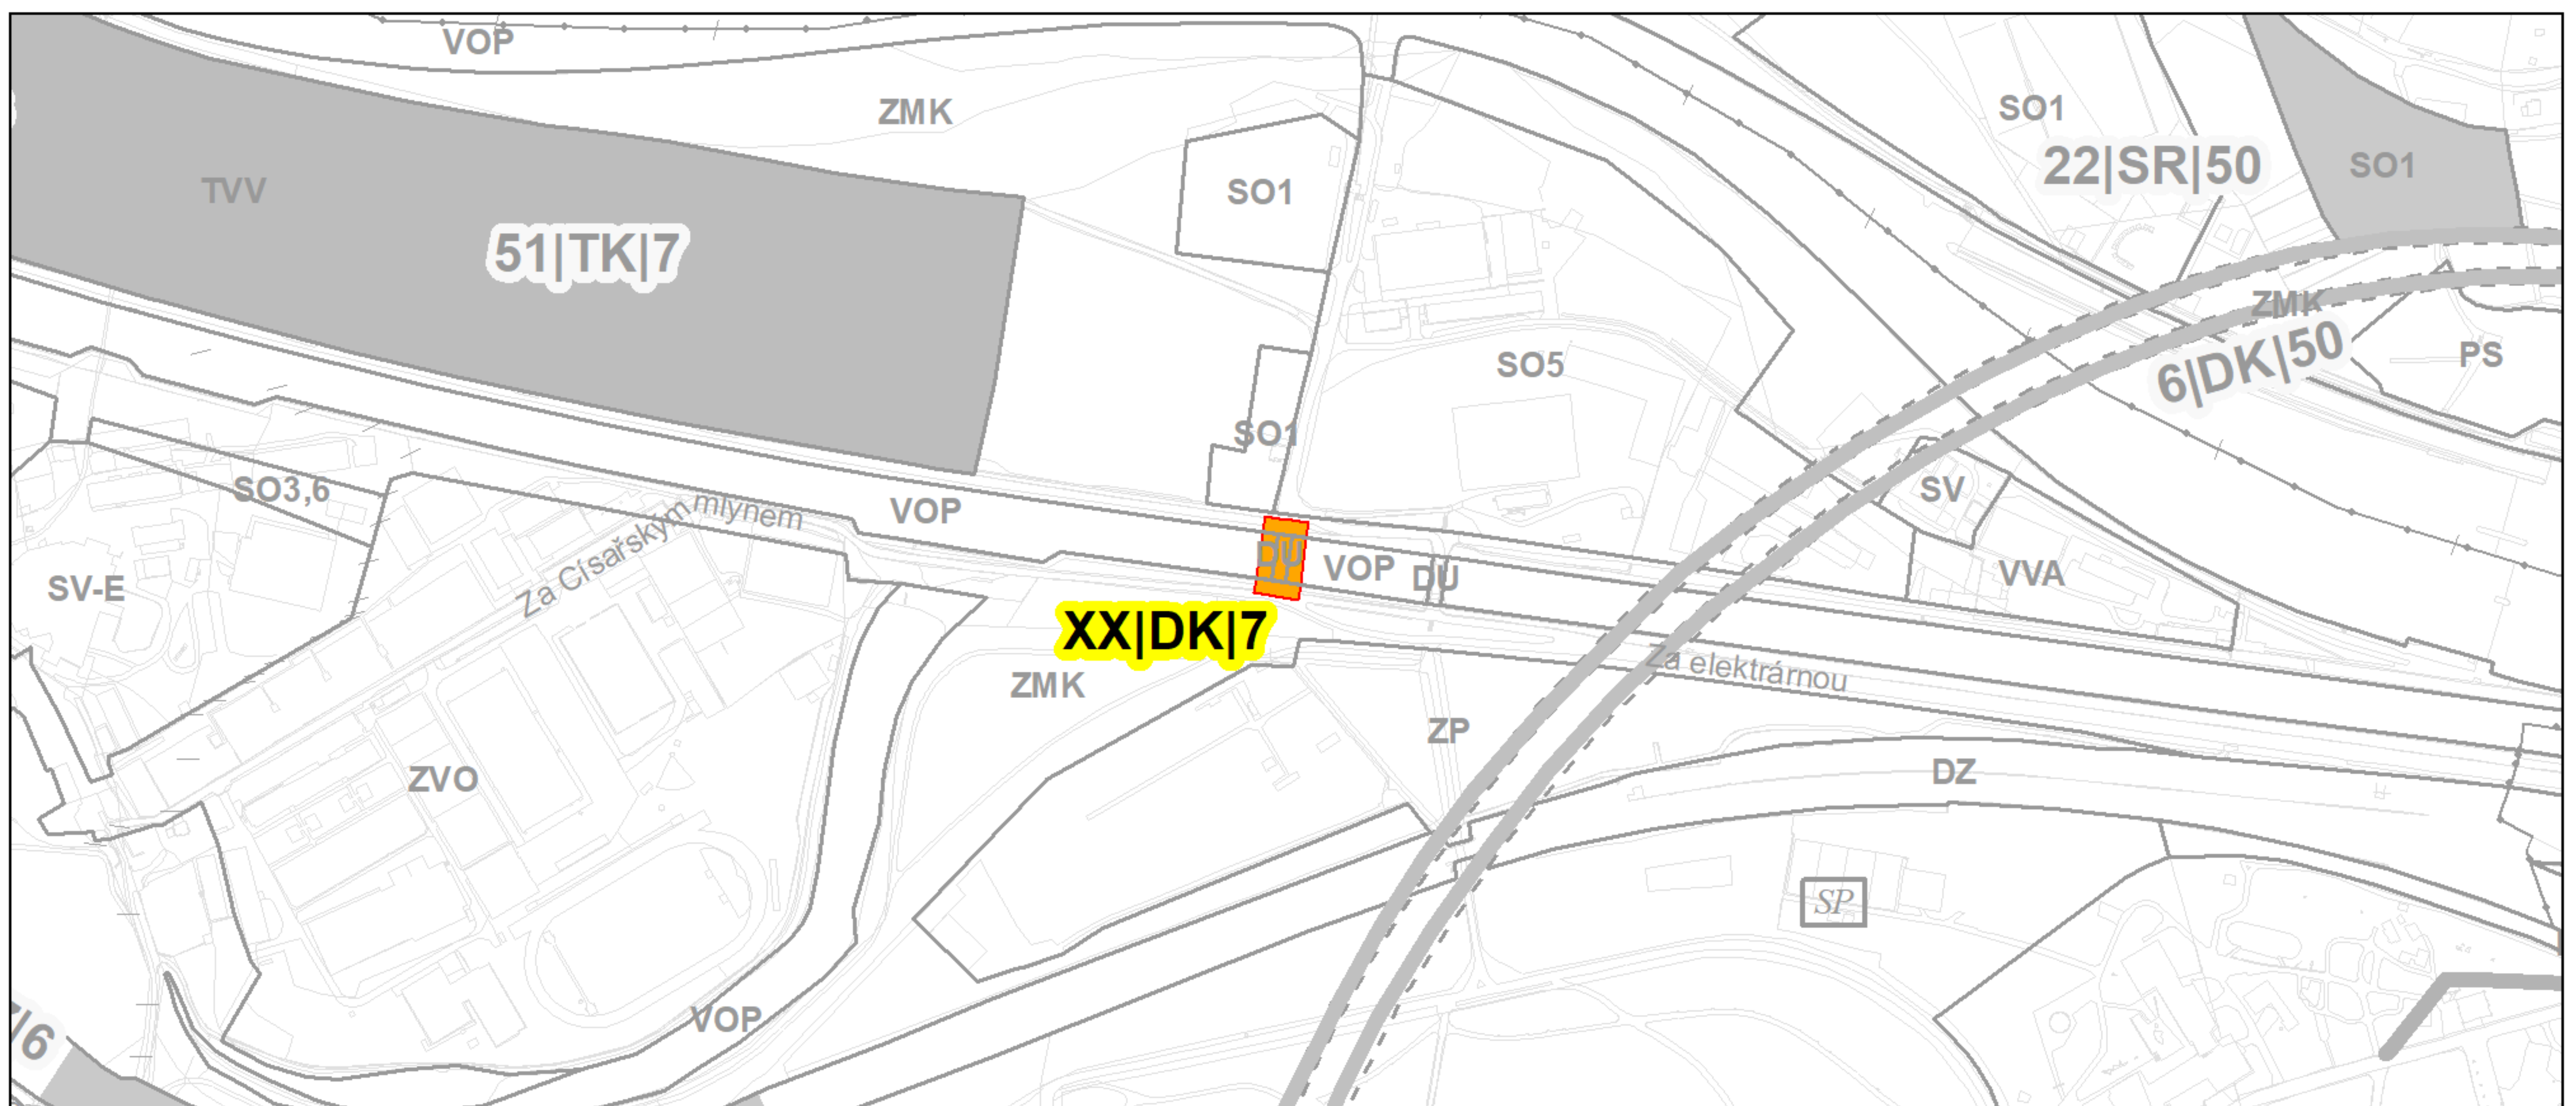 VOP
ZMK
SO1
22|SR|50
SO1
TVV
SO1
51|TK|7
ZMK
6|DK|50
PS
SO5
SO1
SO3,6
Za Císařským mlýnem
VOP
SV
DU
VOP
DU
VVA
SV-E
XX|DK|7
ZMK
Za elektrárnou
ZP
ZVO
DZ
SP
VOP